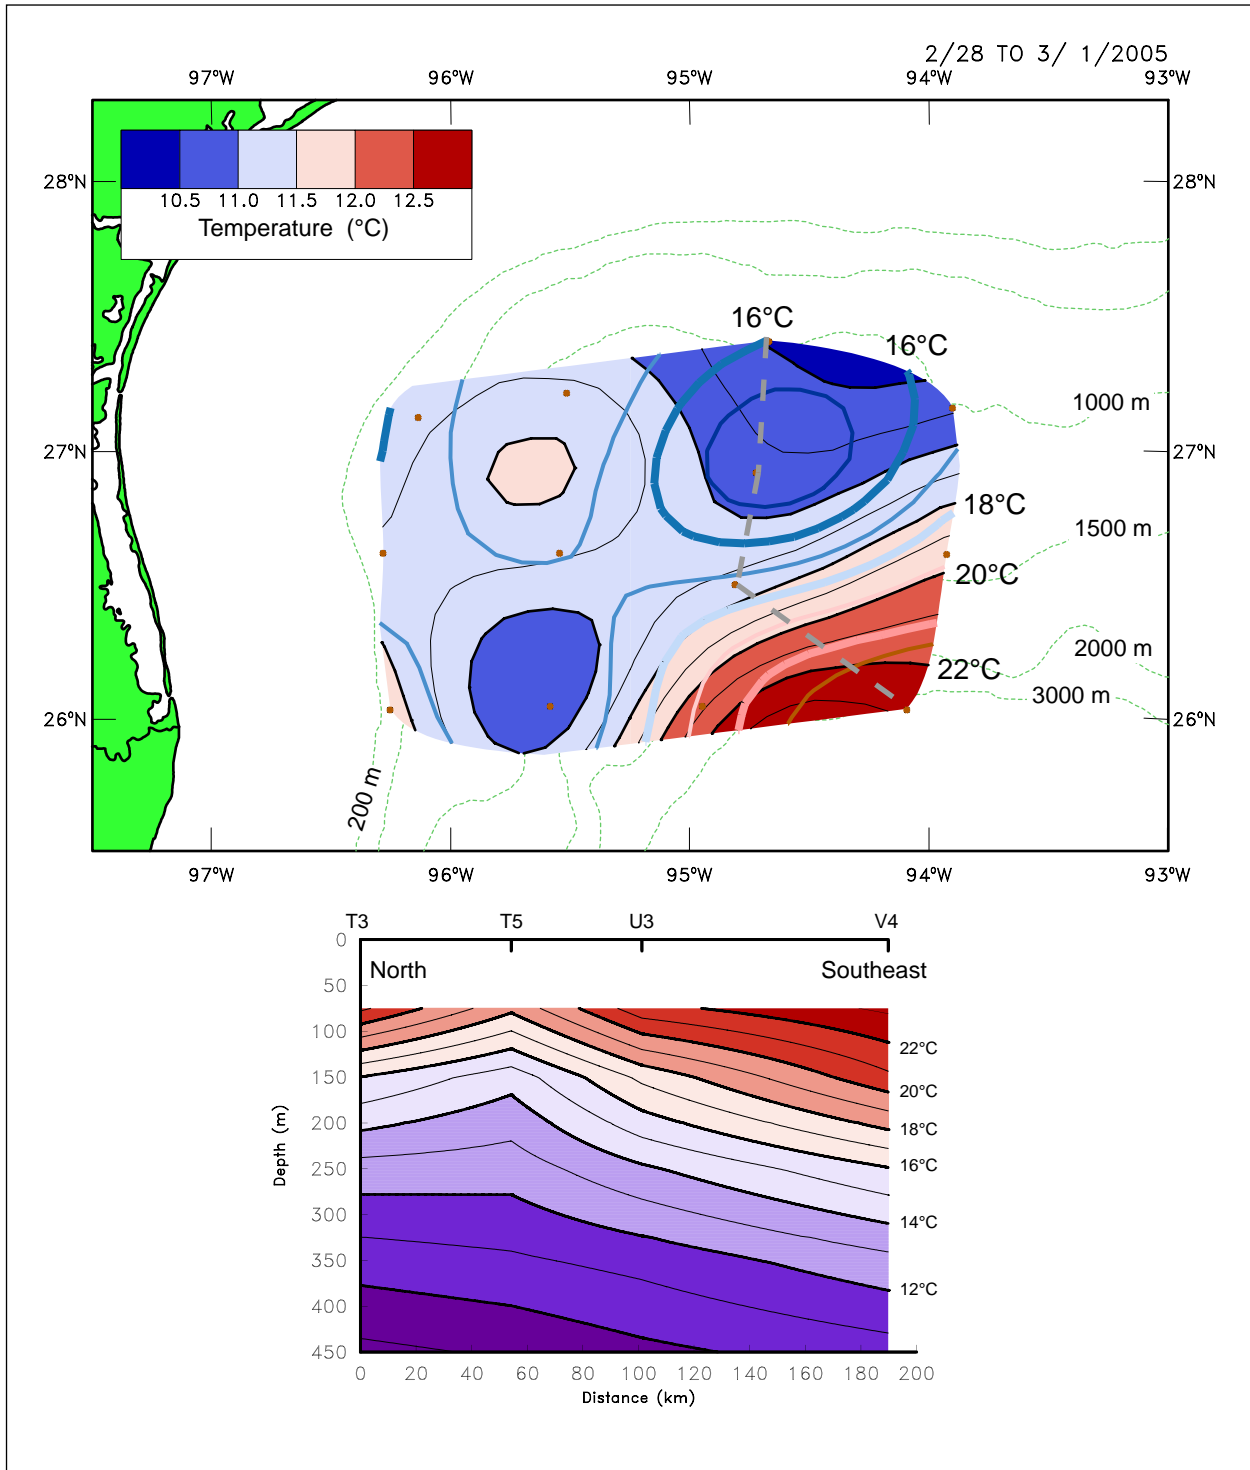 2/28 TO 3/ 1/2005
97°W 96°W 95°W 94°W 93°W
28°N 28°N
10.5 11.0 11.5 12.0 12.5
Temperature (°C)
16°C
16°C
1000 m
27°N 27°N
18°C
1500 m
20°C
2000 m
22°C
3000 m
26°N 26°N
200 m
97°W 96°W 95°W 94°W 93°W
T3 T5 U3 V4
0
North Southeast
50
100
22°C
150
20°C
200
18°C
16°C
250
300
14°C
350
12°C
400
450
Depth (m)
0 20 40 60 80 100 120 140 160 180 200
Distance (km)